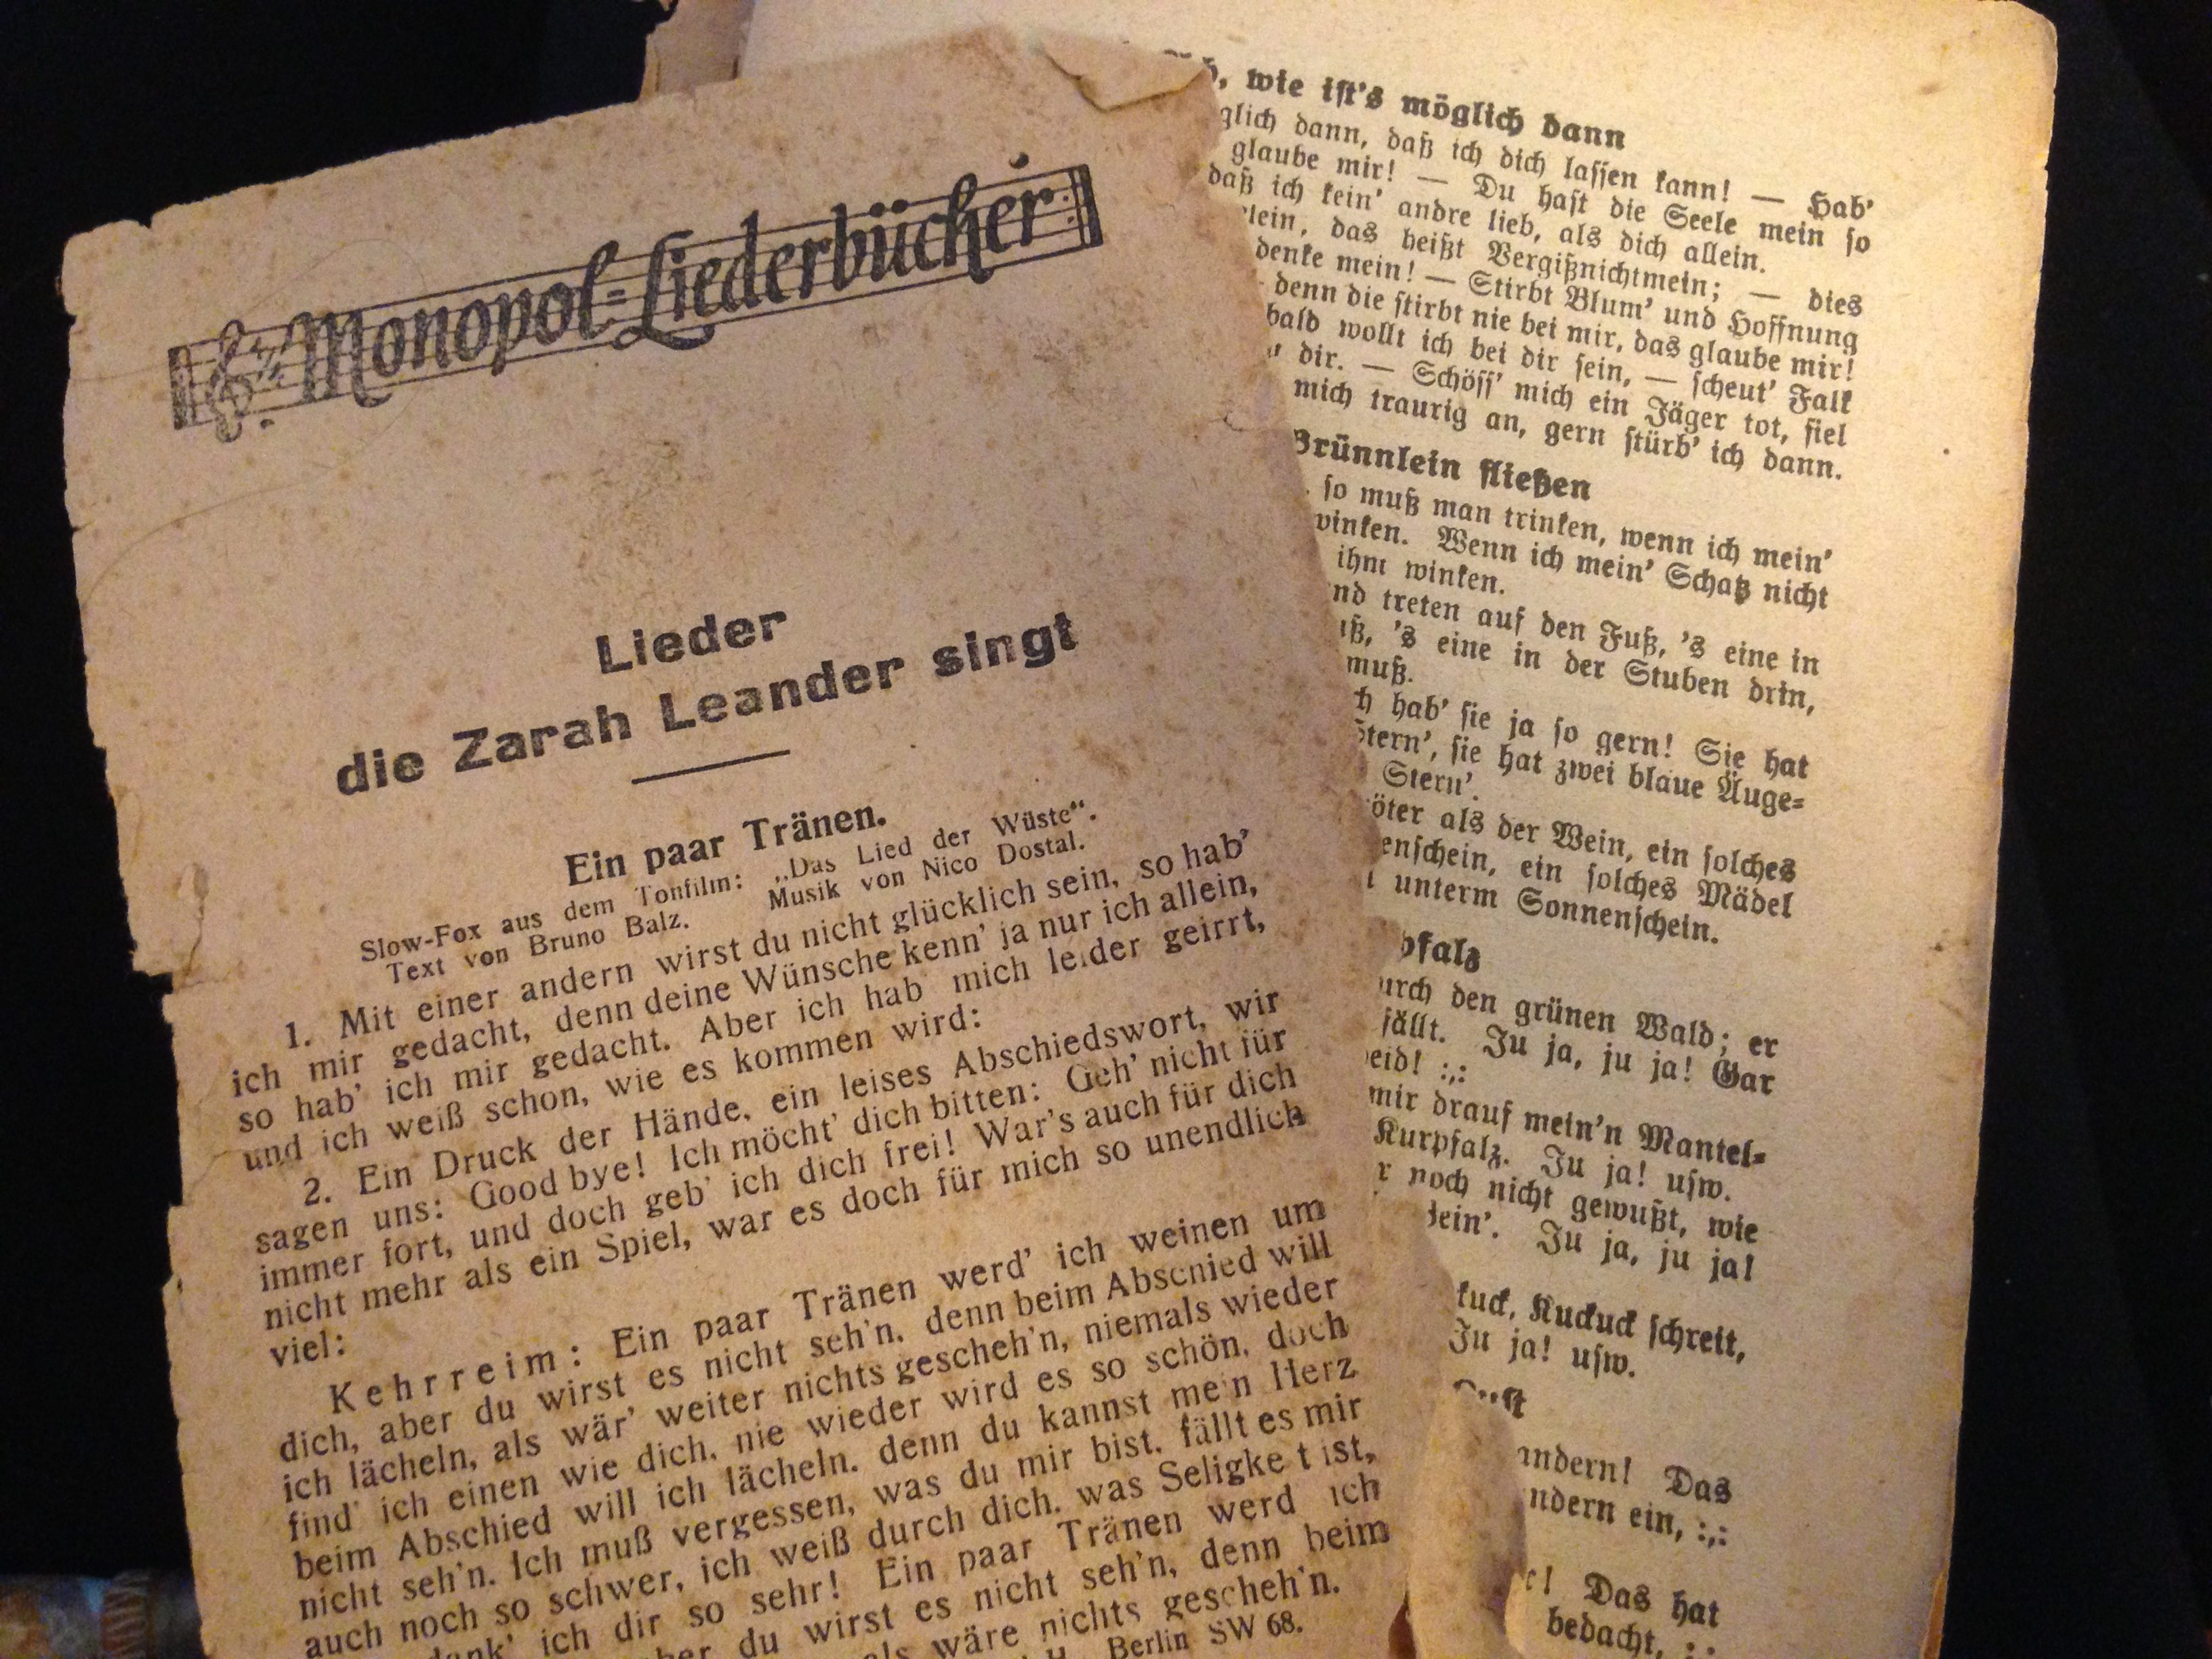 Monopol-Liederbücher
Lieder
die Zarah Leander singt
Ein paar Tränen.
Slow-Fox aus dem Tonfilm: „Das Lied der Wüste“.
Text von Bruno Balz. Musik von Nico Dostal.
1. Mit einer andern wirst du nicht glücklich sein, so hab'
ich mir gedacht, denn deine Wünsche kenn' ja nur ich allein,
so hab' ich mir gedacht. Aber ich hab mich leider geirrt,
und ich weiß schon, wie es kommen wird:
2. Ein Druck der Hände, ein leises Abschiedswort, wir
sagen uns: Good bye! Ich möcht' dich bitten: Geh' nicht für
immer fort, und doch geb' ich dich frei! War's auch für dich
nicht mehr als ein Spiel, war es doch für mich so unendlich
viel:
Kehrreim: Ein paar Tränen werd' ich weinen um
dich, aber du wirst es nicht seh'n, denn beim Abschied will
ich lächeln, als wär' weiter nichts gescheh'n, niemals wieder
find' ich einen wie dich, nie wieder wird es so schön, doch
beim Abschied will ich lächeln, denn du kannst mein Herz
nicht seh'n. Ich muß vergessen, was du mir bist, fällt es mir
auch noch so schwer, ich weiß durch dich, was Seligkeit ist,
dank' ich dir so sehr! Ein paar Tränen werd ich
du wirst es nicht seh'n, denn beim
als wäre nichts gescheh'n.
Berlin SW 68.
wie ist's möglich dann
dann, daß ich dich lassen kann! — Hab'
glaube mir! — Du hast die Seele mein so
daß ich kein' andre lieb, als dich allein.
das heißt Vergißnichtmein; — dies
denke mein! — Stirbt Blum' und Hoffnung
denn die stirbt nie bei mir, das glaube mir!
bald wollt ich bei dir sein, — scheut' Falk
dir. — Schöss' mich ein Jäger tot, fiel
mich traurig an, gern stürb' ich dann.
Brünnlein fließen
so muß man trinken, wenn ich mein'
winken. Wenn ich mein' Schatz nicht
ihm winken.
treten auf den Fuß, 's eine in
's eine in der Stuben drin,
muß.
hab' sie ja so gern! Sie hat
Stern', sie hat zwei blaue Äuge-
Stern'.
als der Wein, ein solches
ein solches Mädel
unterm Sonnenschein.
pfalz
den grünen Wald; er
fällt. Ju ja, ju ja! Gar
:,:
mir drauf mein'n Mantel-
Kurpfalz. Ju ja! usw.
noch nicht gewußt, wie
Ju ja, ju ja!
Kuckuck schreit,
Ju ja! usw.
Das
ein, :,:
Das hat
bedacht,